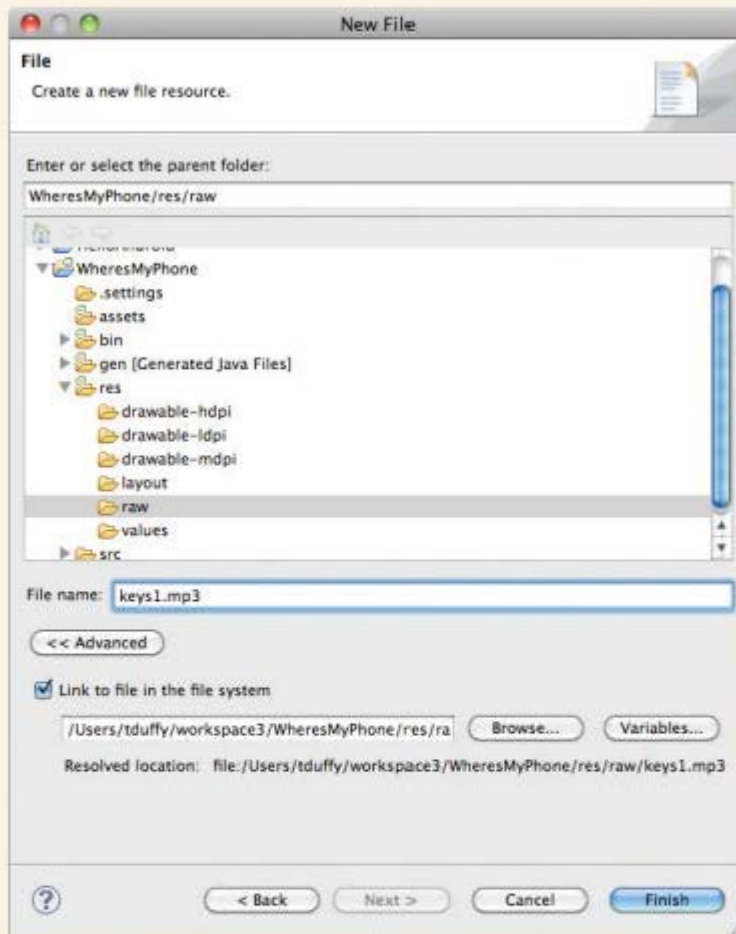 New File
File
Create a new file resource.
Enter or select the parent folder:
WheresMyPhone/res/raw
HelloAndroid
WheresMyPhone
.settings
assets
bin
gen [Generated Java Files]
res
drawable-hdpi
drawable-ldpi
drawable-mdpi
layout
raw
values
src
File name: keys1.mp3
<< Advanced
Link to file in the file system
/Users/tduffy/workspace3/WheresMyPhone/res/ra Browse... Variables...
Resolved location: file:/Users/tduffy/workspace3/WheresMyPhone/res/raw/keys1.mp3
? < Back Next > Cancel Finish